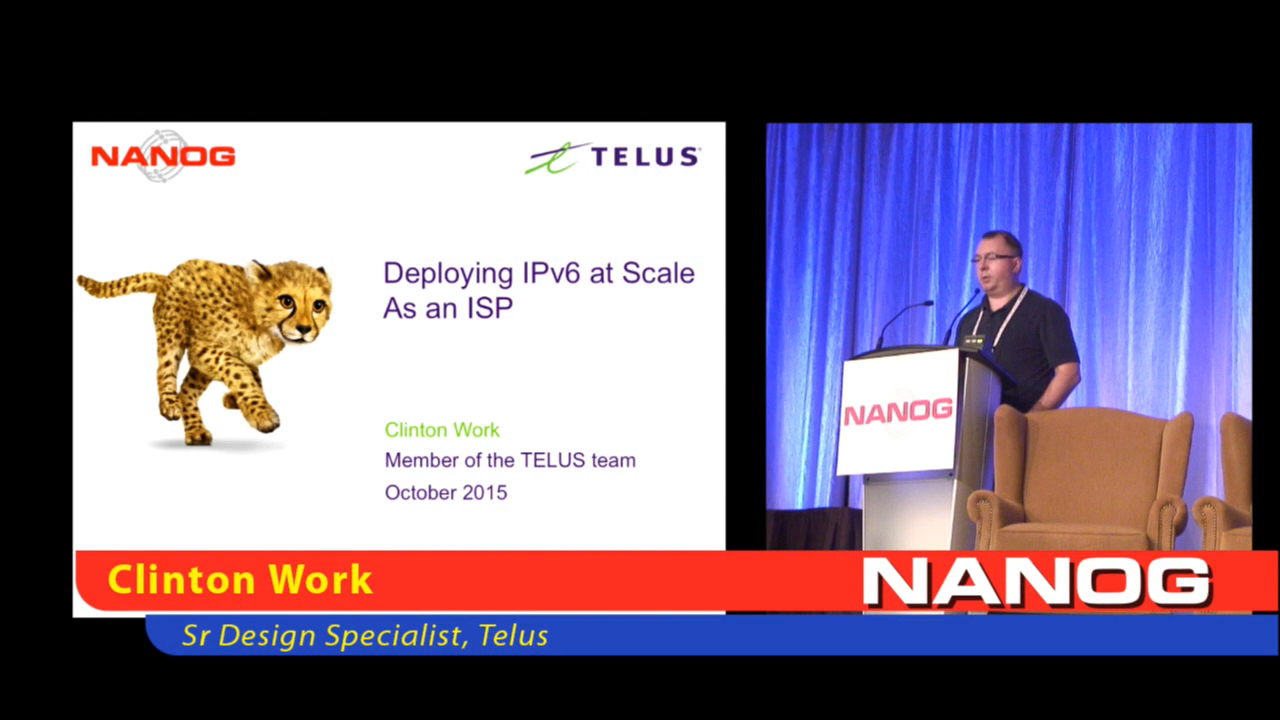 NANOG
TELUS
Deploying IPv6 at Scale
As an ISP
Clinton Work
Member of the TELUS team
October 2015
NANOG
Clinton Work
NANOG
Sr Design Specialist, Telus